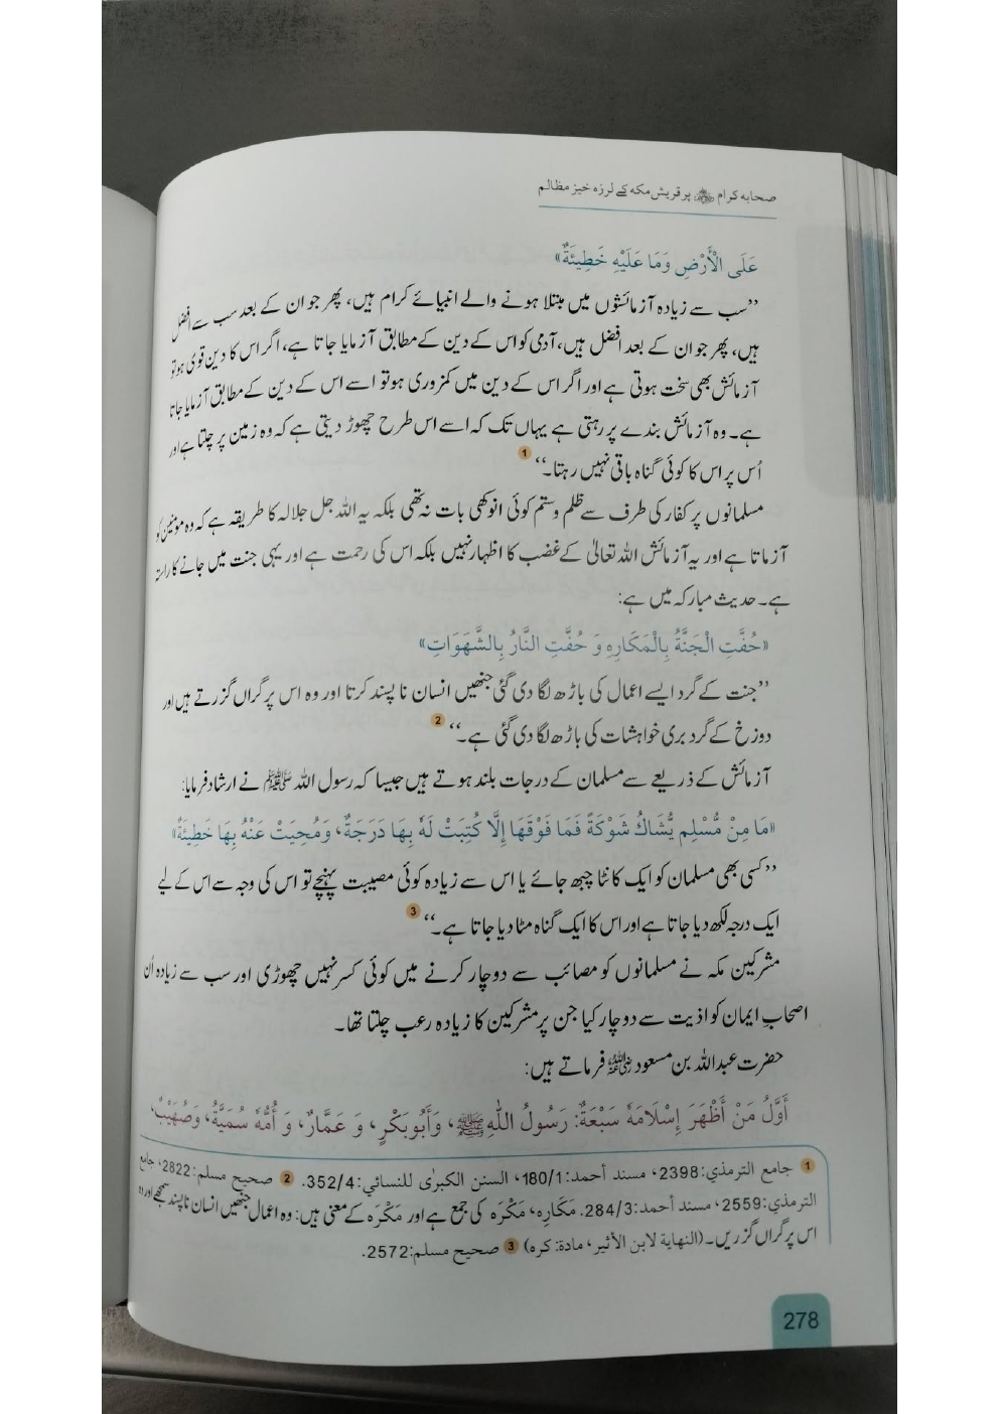 صحابہ کرام رضی اللہ عنہم پر قریش مکہ کے لرزہ خیز مظالم
عَلَى الْأَرْضِ وَمَا عَلَيْهِ خَطِيئَةٌ»
’’سب سے زیادہ آزمائشوں میں مبتلا ہونے والے انبیائے کرام ہیں، پھر جو ان کے بعد سب سے افضل
ہیں، پھر جو ان کے بعد افضل ہیں، آدمی کو اس کے دین کے مطابق آزمایا جاتا ہے، اگر اس کا دین قوی ہو تو
آزمائش بھی سخت ہوتی ہے اور اگر اس کے دین میں کمزوری ہو تو اسے اس کے دین کے مطابق آزمایا جاتا
ہے۔ وہ آزمائش بندے پر رہتی ہے یہاں تک کہ اسے اس طرح چھوڑ دیتی ہے کہ وہ زمین پر چلتا ہے اور
اُس پر اس کا کوئی گناہ باقی نہیں رہتا۔‘‘ 1
مسلمانوں پر کفار کی طرف سے ظلم و ستم کوئی انوکھی بات نہ تھی بلکہ یہ اللہ جل جلالہ کا طریقہ ہے کہ وہ مومنین کو
آزماتا ہے اور یہ آزمائش اللہ تعالیٰ کے غضب کا اظہار نہیں بلکہ اس کی رحمت ہے اور یہی جنت میں جانے کا راستہ
ہے۔ حدیث مبارکہ میں ہے:
«حُفَّتِ الْجَنَّةُ بِالْمَكَارِهِ وَ حُفَّتِ النَّارُ بِالشَّهَوَاتِ»
’’جنت کے گرد ایسے اعمال کی باڑھ لگا دی گئی جنھیں انسان نا پسند کرتا اور وہ اس پر گراں گزرتے ہیں اور
دوزخ کے گرد بری خواہشات کی باڑھ لگا دی گئی ہے۔‘‘ 2
آزمائش کے ذریعے سے مسلمان کے درجات بلند ہوتے ہیں جیسا کہ رسول اللہ ﷺ نے ارشاد فرمایا:
«مَا مِنْ مُّسْلِمٍ يُّشَاكُ شَوْكَةً فَمَا فَوْقَهَا إِلَّا كُتِبَتْ لَهٗ بِهَا دَرَجَةٌ، وَمُحِيَتْ عَنْهُ بِهَا خَطِيئَةٌ»
’’کسی بھی مسلمان کو ایک کانٹا چبھ جائے یا اس سے زیادہ کوئی مصیبت پہنچے تو اس کی وجہ سے اس کے لیے
ایک درجہ لکھ دیا جاتا ہے اور اس کا ایک گناہ مٹا دیا جاتا ہے۔‘‘ 3
مشرکین مکہ نے مسلمانوں کو مصائب سے دوچار کرنے میں کوئی کسر نہیں چھوڑی اور سب سے زیادہ اُن
اصحابِ ایمان کو اذیت سے دوچار کیا جن پر مشرکین کا زیادہ رعب چلتا تھا۔
حضرت عبداللہ بن مسعود رضی اللہ عنہ فرماتے ہیں:
أَوَّلُ مَنْ أَظْهَرَ إِسْلَامَهٗ سَبْعَةٌ: رَسُولُ اللّٰهِ ﷺ، وَأَبُوبَكْرٍ، وَ عَمَّارٌ، وَ أُمُّهٗ سُمَيَّةُ، وَصُهَيْبٌ،
1 جامع الترمذي:2398، مسند أحمد:180/1، السنن الكبرٰى للنسائي:352/4. 2 صحيح مسلم:2822، جامع
الترمذي:2559، مسند أحمد:284/3. مَكَارِه، مَكْرَه کی جمع ہے اور مَكْرَه کے معنی ہیں: وہ اعمال جنھیں انسان ناپسند سمجھے اور وہ
اس پر گراں گزریں۔ (النهاية لابن الأثير، مادة: كره) 3 صحيح مسلم:2572.
278